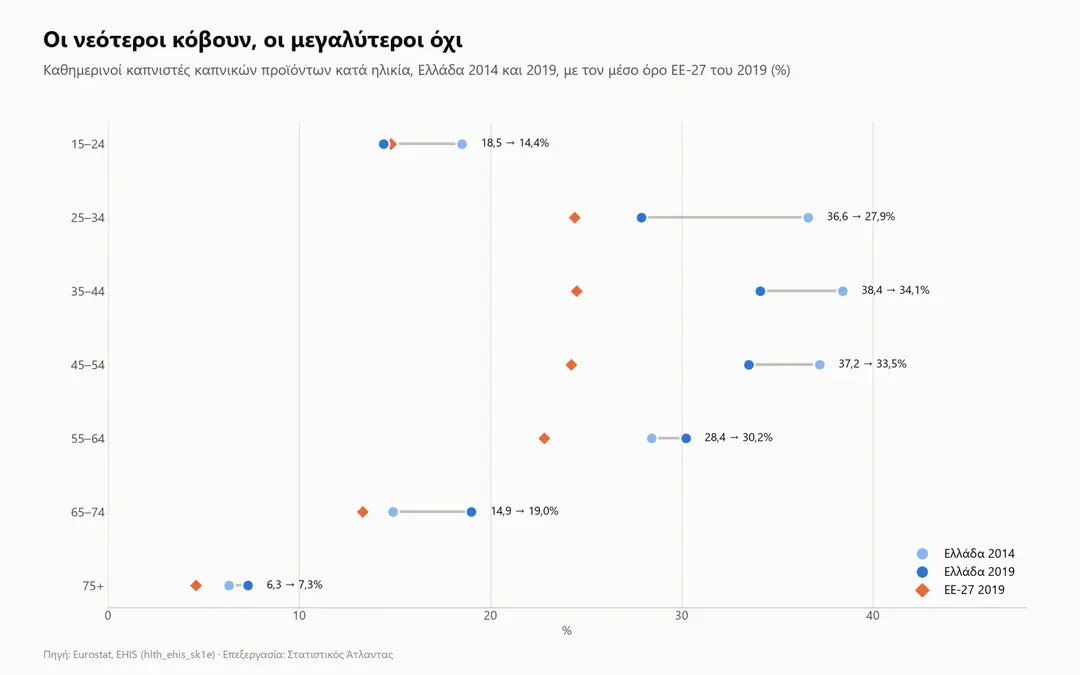 Οι νεότεροι κόβουν, οι μεγαλύτεροι όχι
Καθημερινοί καπνιστές καπνικών προϊόντων κατά ηλικία, Ελλάδα 2014 και 2019, με τον μέσο όρο ΕΕ-27 του 2019 (%)
15–24
18,5 → 14,4%
25–34
36,6 → 27,9%
35–44
38,4 → 34,1%
45–54
37,2 → 33,5%
55–64
28,4 → 30,2%
65–74
14,9 → 19,0%
75+
6,3 → 7,3%
Ελλάδα 2014
Ελλάδα 2019
ΕΕ-27 2019
0 10 20 30 40
%
Πηγή: Eurostat, EHIS (hlth_ehis_sk1e) · Επεξεργασία: Στατιστικός Άτλαντας